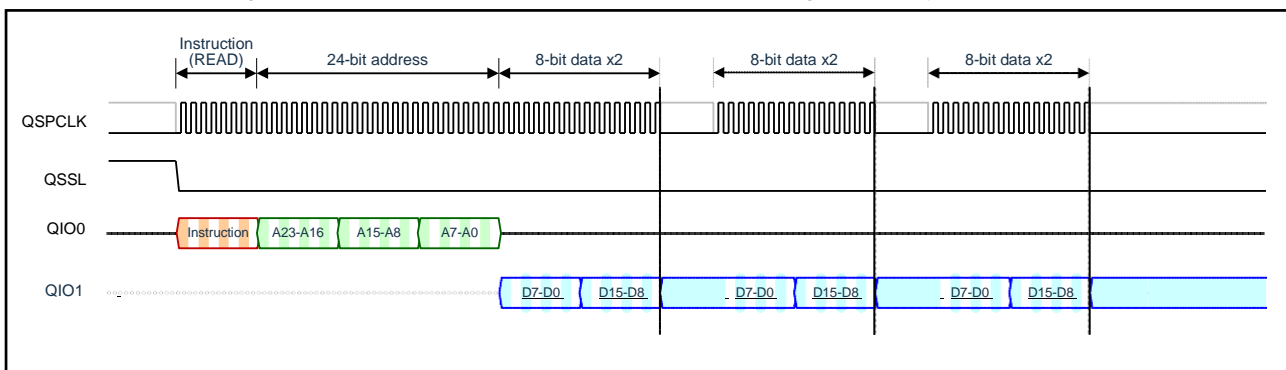 Instruction
(READ)
24-bit address
8-bit data x2
8-bit data x2
8-bit data x2
QSPCLK
QSSL
QIO0
Instruction
A23-A16
A15-A8
A7-A0
QIO1
D7-D0
D15-D8
D7-D0
D15-D8
D7-D0
D15-D8